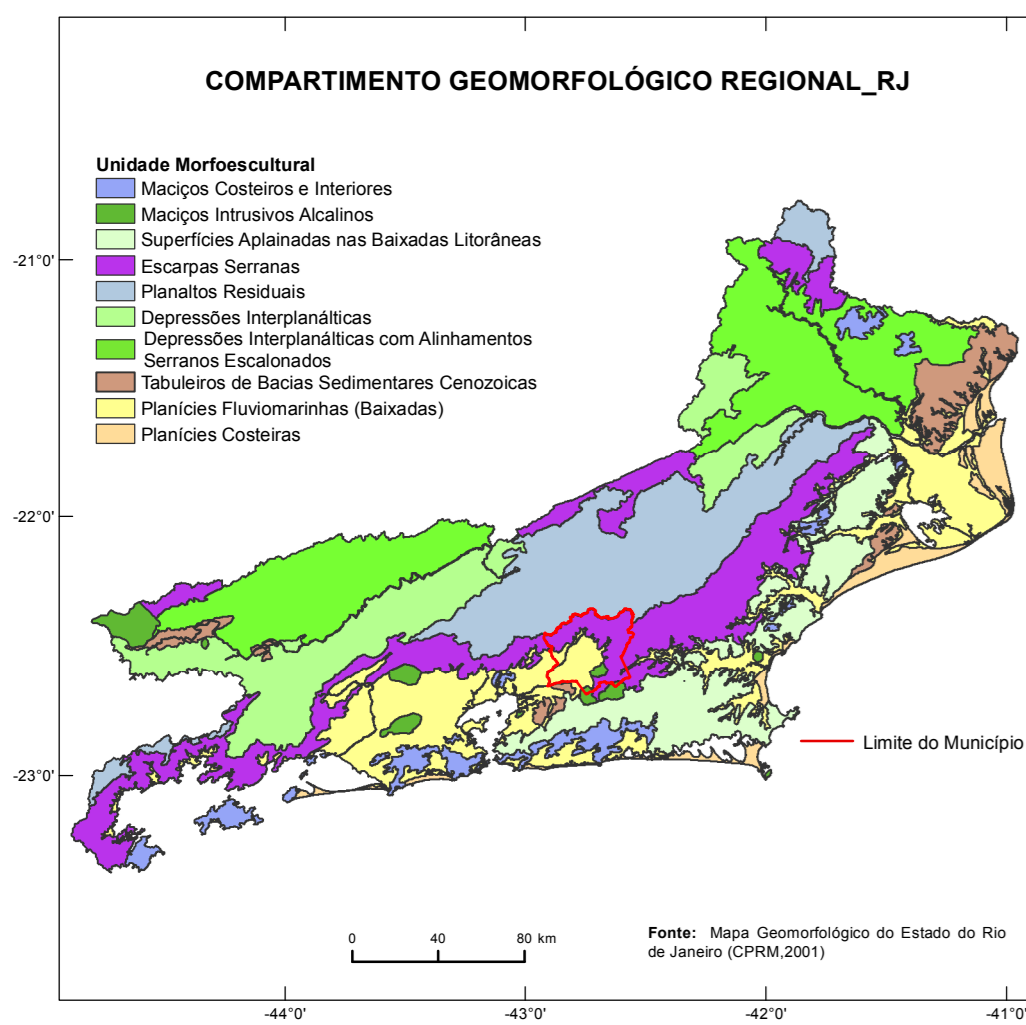 COMPARTIMENTO GEOMORFOLÓGICO REGIONAL_RJ
Unidade Morfoescultural
Maciços Costeiros e Interiores
Maciços Intrusivos Alcalinos
Superfícies Aplainadas nas Baixadas Litorâneas
Escarpas Serranas
Planaltos Residuais
Depressões Interplanálticas
Depressões Interplanálticas com Alinhamentos
Serranos Escalonados
Tabuleiros de Bacias Sedimentares Cenozoicas
Planícies Fluviomarinhas (Baixadas)
Planícies Costeiras
-21°0'
-22°0'
-23°0'
Limite do Município
0 40 80 km
Fonte: Mapa Geomorfológico do Estado do Rio
de Janeiro (CPRM,2001)
-44°0' -43°0' -42°0' -41°0'